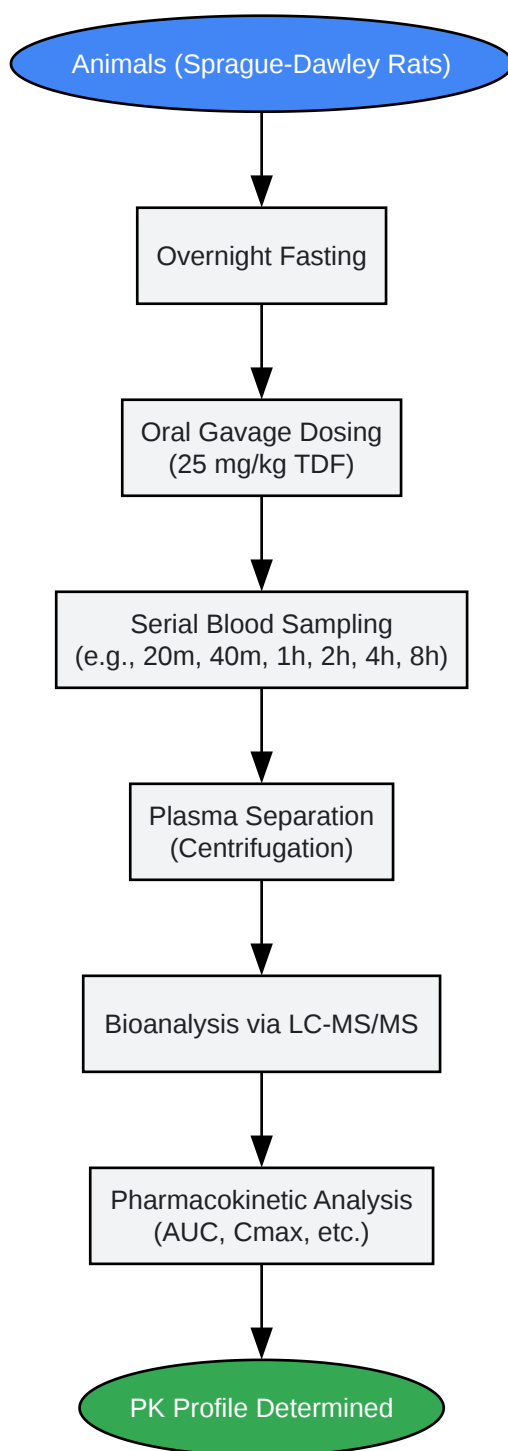 Animals (Sprague-Dawley Rats)
Overnight Fasting
Oral Gavage Dosing
(25 mg/kg TDF)
Serial Blood Sampling
(e.g., 20m, 40m, 1h, 2h, 4h, 8h)
Plasma Separation
(Centrifugation)
Bioanalysis via LC-MS/MS
Pharmacokinetic Analysis
(AUC, Cmax, etc.)
PK Profile Determined